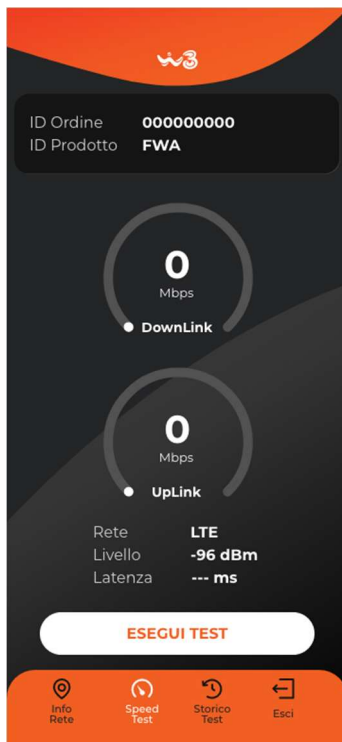 W3
ID Ordine 000000000
ID Prodotto FWA
0
Mbps
DownLink
0
Mbps
UpLink
Rete LTE
Livello -96 dBm
Latenza --- ms
ESEGUI TEST
Info
Rete
Speed
Test
Storico
Test
Esci